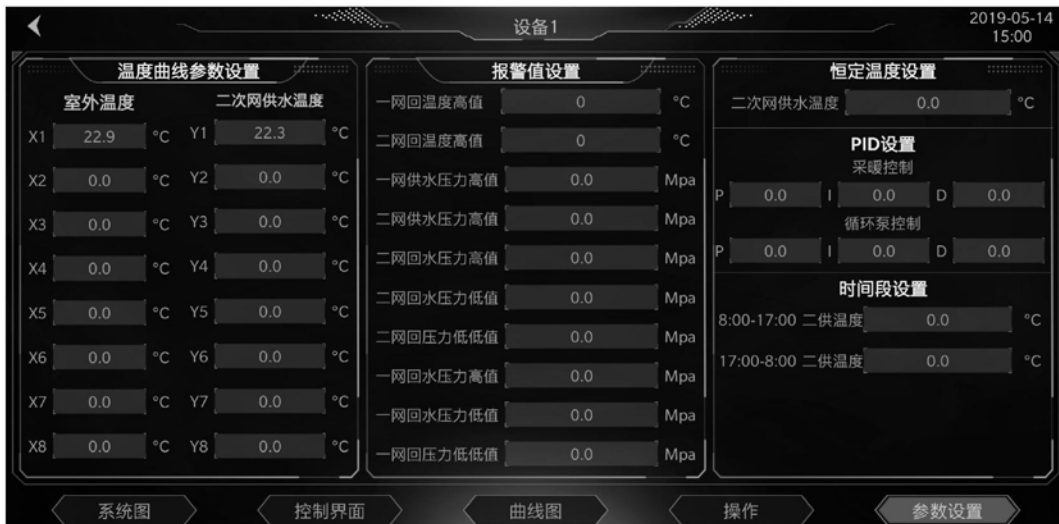 设备1
2019-05-14
15:00
温度曲线参数设置
室外温度 二次网供水温度
X1 22.9 °C Y1 22.3 °C
X2 0.0 °C Y2 0.0 °C
X3 0.0 °C Y3 0.0 °C
X4 0.0 °C Y4 0.0 °C
X5 0.0 °C Y5 0.0 °C
X6 0.0 °C Y6 0.0 °C
X7 0.0 °C Y7 0.0 °C
X8 0.0 °C Y8 0.0 °C
报警值设置
一网回温度高值 0 °C
二网回温度高值 0 °C
一网供水压力高值 0.0 Mpa
二网供水压力高值 0.0 Mpa
二网回水压力高值 0.0 Mpa
二网回水压力低值 0.0 Mpa
二网回压力低低值 0.0 Mpa
一网回水压力高值 0.0 Mpa
一网回水压力低值 0.0 Mpa
一网回压力低低值 0.0 Mpa
恒定温度设置
二次网供水温度 0.0 °C
PID设置
采暖控制
P 0.0 I 0.0 D 0.0
循环泵控制
P 0.0 I 0.0 D 0.0
时间段设置
8:00-17:00 二供温度 0.0 °C
17:00-8:00 二供温度 0.0 °C
系统图 控制界面 曲线图 操作 参数设置